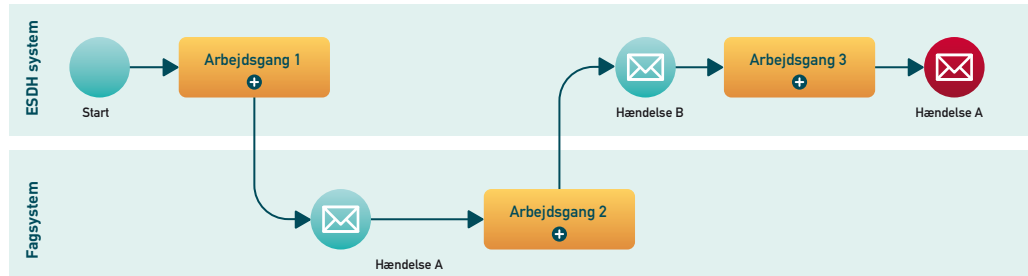 ESDH system
Arbejdsgang 1
Arbejdsgang 3
Start
Hændelse B
Hændelse A
Fagsystem
Arbejdsgang 2
Hændelse A